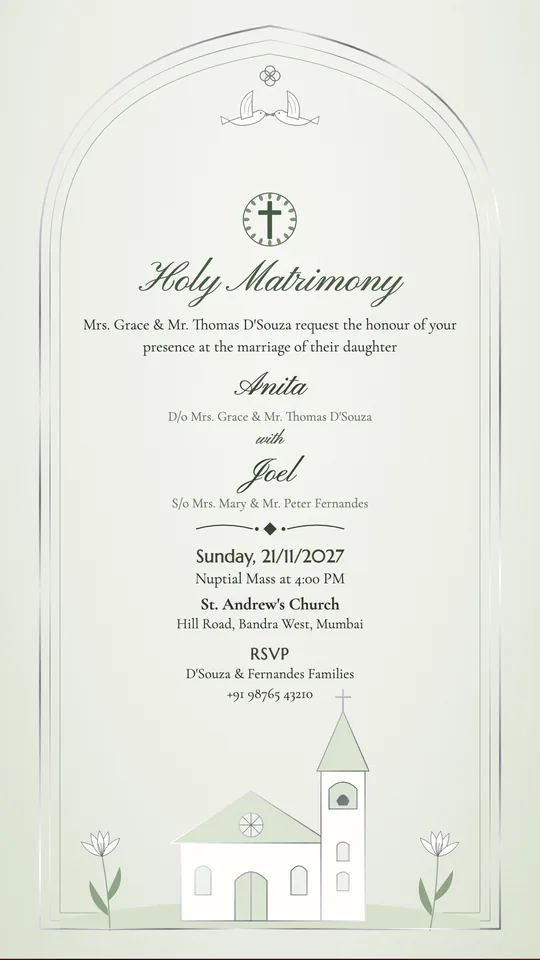 Holy Matrimony
Mrs. Grace & Mr. Thomas D'Souza request the honour of your
presence at the marriage of their daughter
Anita
D/o Mrs. Grace & Mr. Thomas D'Souza
with
Joel
S/o Mrs. Mary & Mr. Peter Fernandes
Sunday, 21/11/2027
Nuptial Mass at 4:00 PM
St. Andrew's Church
Hill Road, Bandra West, Mumbai
RSVP
D'Souza & Fernandes Families
+91 98765 43210